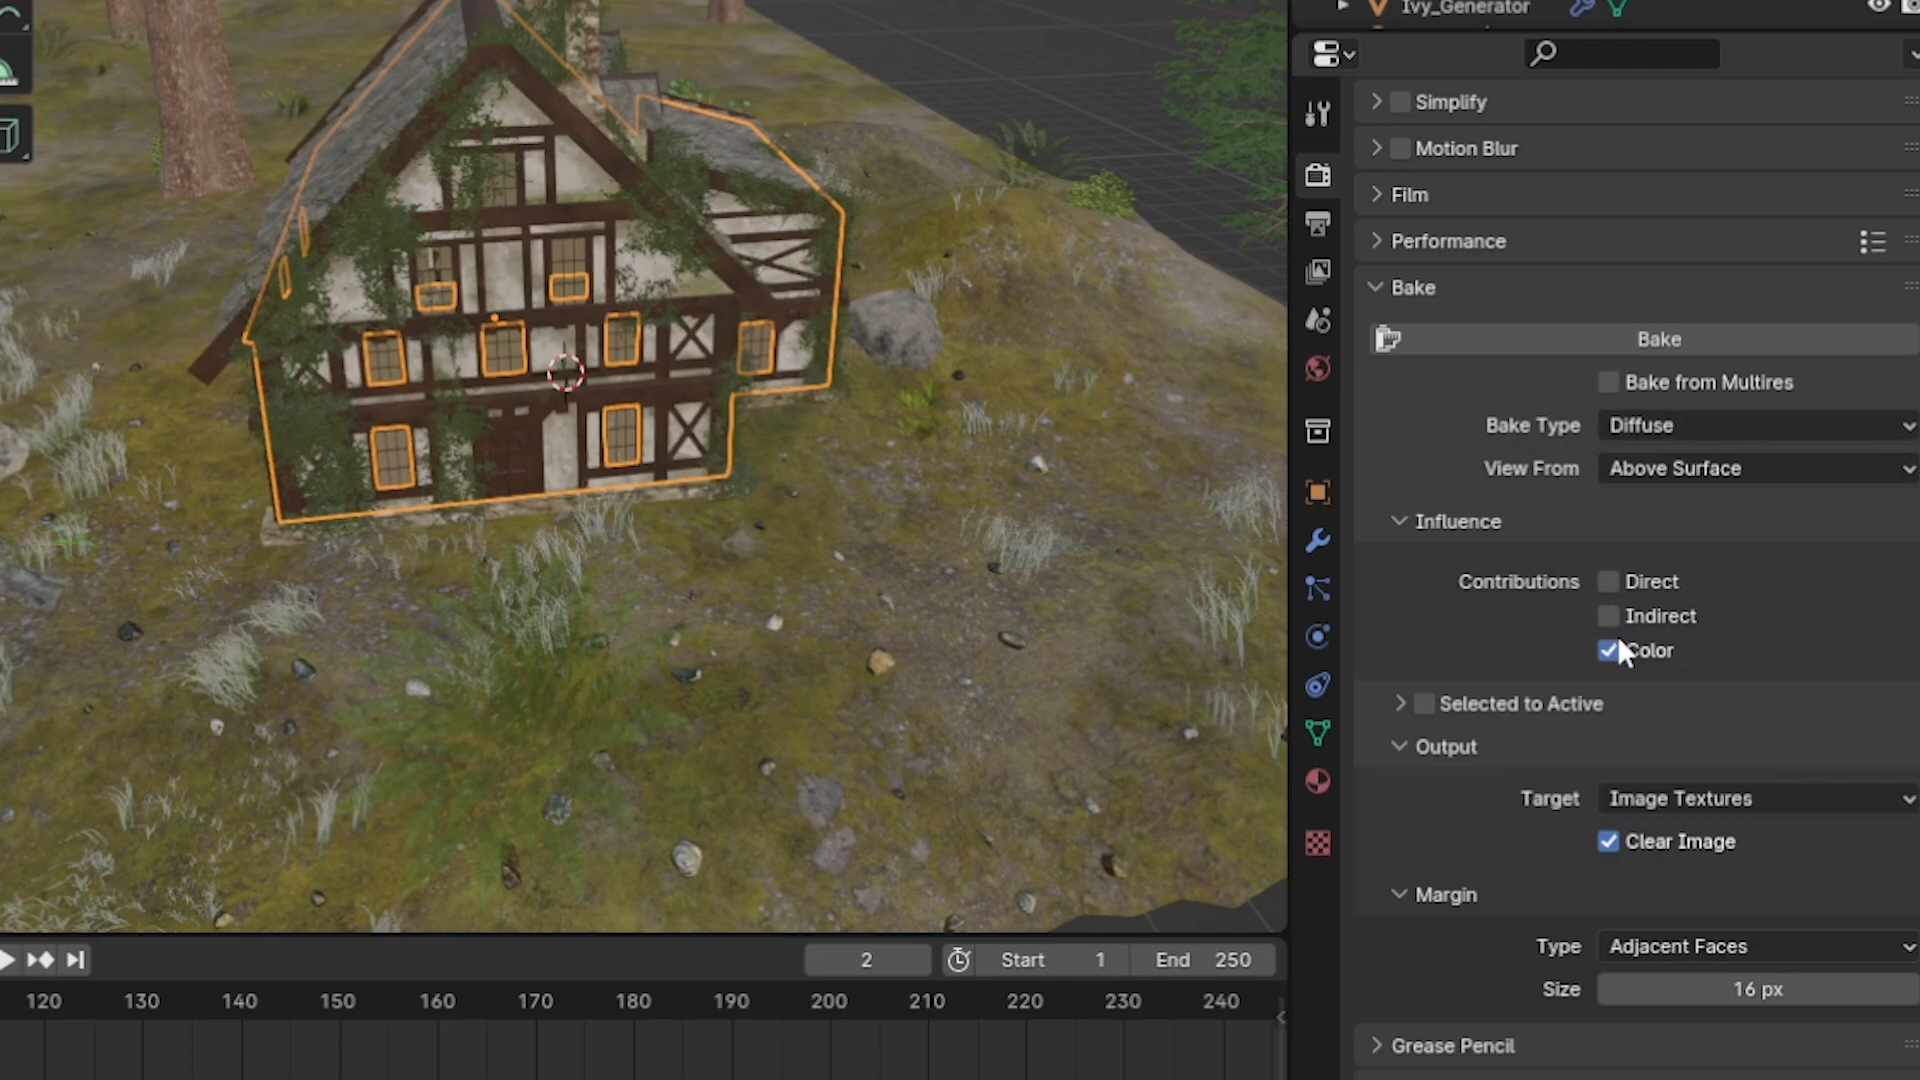 Ivy_Generator
Simplify
Motion Blur
Film
Performance
Bake
Bake
Bake from Multires
Bake Type Diffuse
View From Above Surface
Influence
Contributions Direct
Indirect
Color
Selected to Active
Output
Target Image Textures
Clear Image
Margin
Type Adjacent Faces
Size 16 px
Grease Pencil
2 Start 1 End 250
120 130 140 150 160 170 180 190 200 210 220 230 240